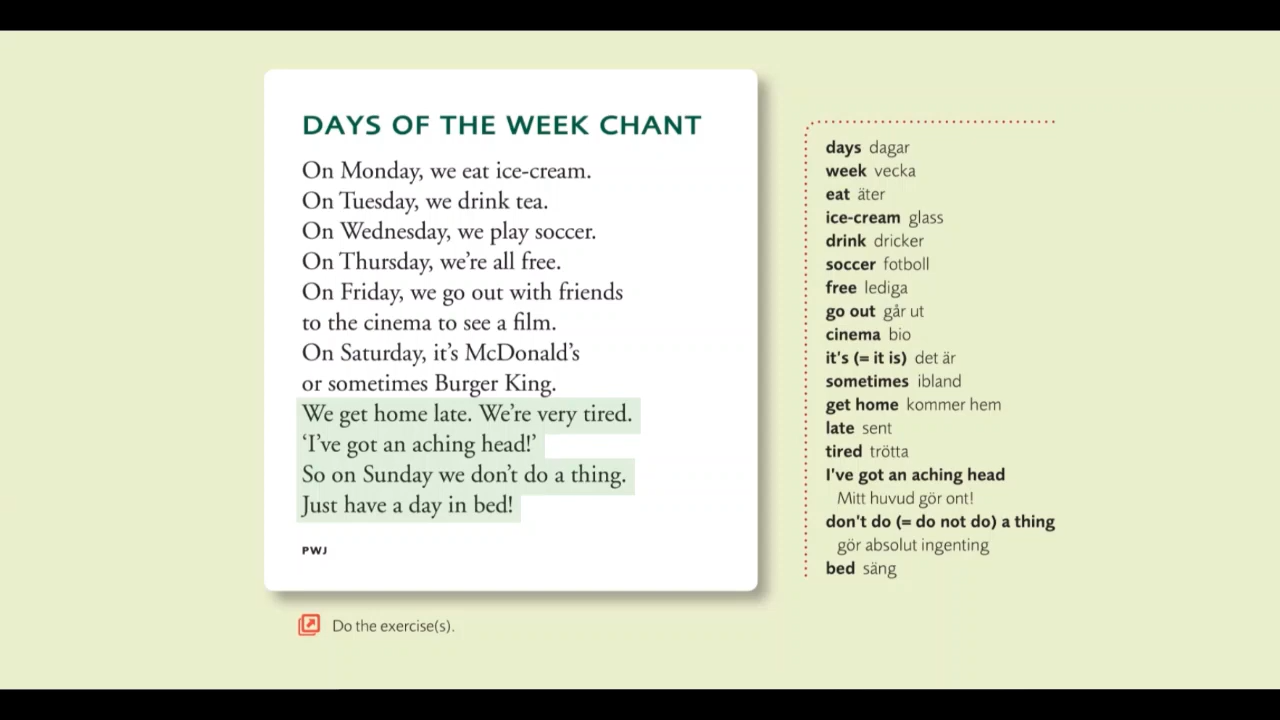 DAYS OF THE WEEK CHANT
On Monday, we eat ice-cream.
On Tuesday, we drink tea.
On Wednesday, we play soccer.
On Thursday, we’re all free.
On Friday, we go out with friends
to the cinema to see a film.
On Saturday, it’s McDonald’s
or sometimes Burger King.
We get home late. We’re very tired.
‘I’ve got an aching head!’
So on Sunday we don’t do a thing.
Just have a day in bed!
PWJ
Do the exercise(s).
days dagar
week vecka
eat äter
ice-cream glass
drink dricker
soccer fotboll
free lediga
go out går ut
cinema bio
it's (= it is) det är
sometimes ibland
get home kommer hem
late sent
tired trötta
I've got an aching head
Mitt huvud gör ont!
don't do (= do not do) a thing
gör absolut ingenting
bed säng